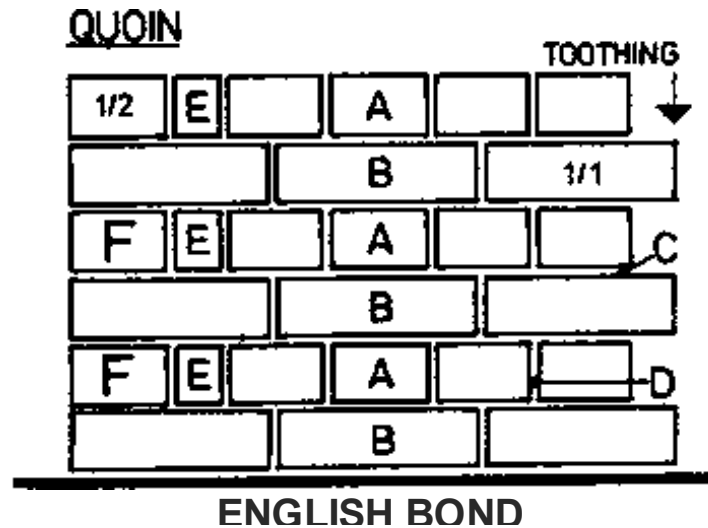 QUOIN
TOOTHING
1/2 E A
B 1/1
F E A
C
B
F E A
D
B
ENGLISH BOND